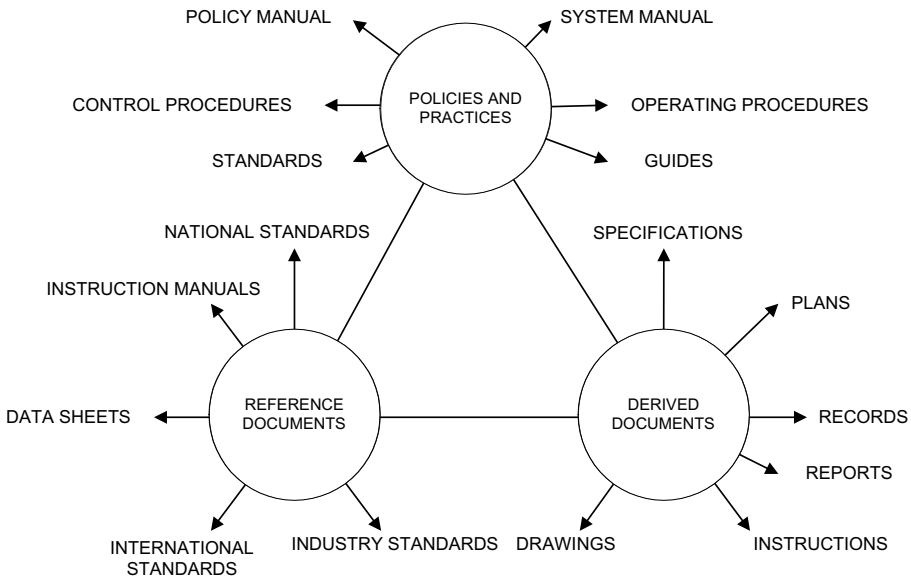 POLICY MANUAL
SYSTEM MANUAL
POLICIES AND
PRACTICES
CONTROL PROCEDURES
OPERATING PROCEDURES
STANDARDS
GUIDES
NATIONAL STANDARDS
SPECIFICATIONS
INSTRUCTION MANUALS
PLANS
REFERENCE
DOCUMENTS
DERIVED
DOCUMENTS
DATA SHEETS
RECORDS
REPORTS
INTERNATIONAL
STANDARDS
INDUSTRY STANDARDS
DRAWINGS
INSTRUCTIONS